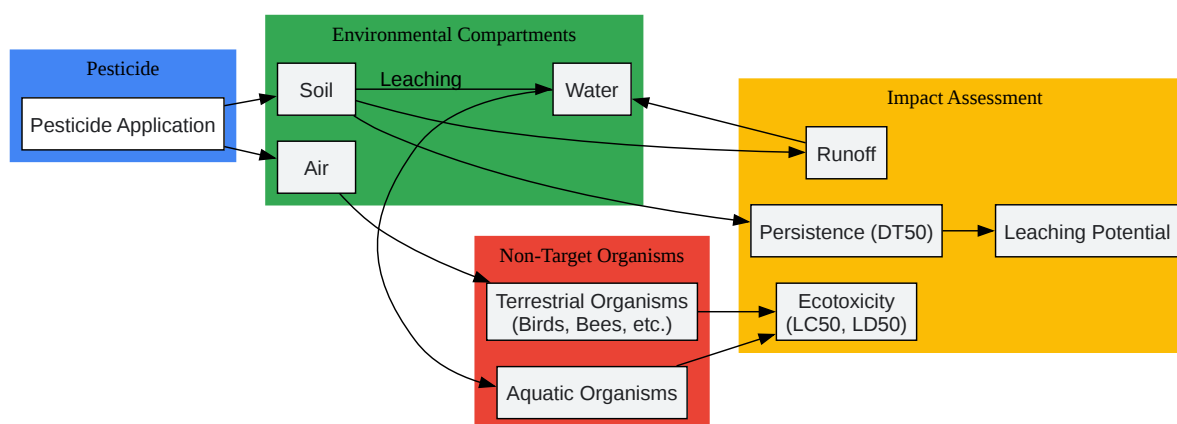 Pesticide
Pesticide Application
Environmental Compartments
Soil
Leaching
Water
Air
Non-Target Organisms
Terrestrial Organisms
(Birds, Bees, etc.)
Aquatic Organisms
Impact Assessment
Runoff
Persistence (DT50)
Leaching Potential
Ecotoxicity
(LC50, LD50)